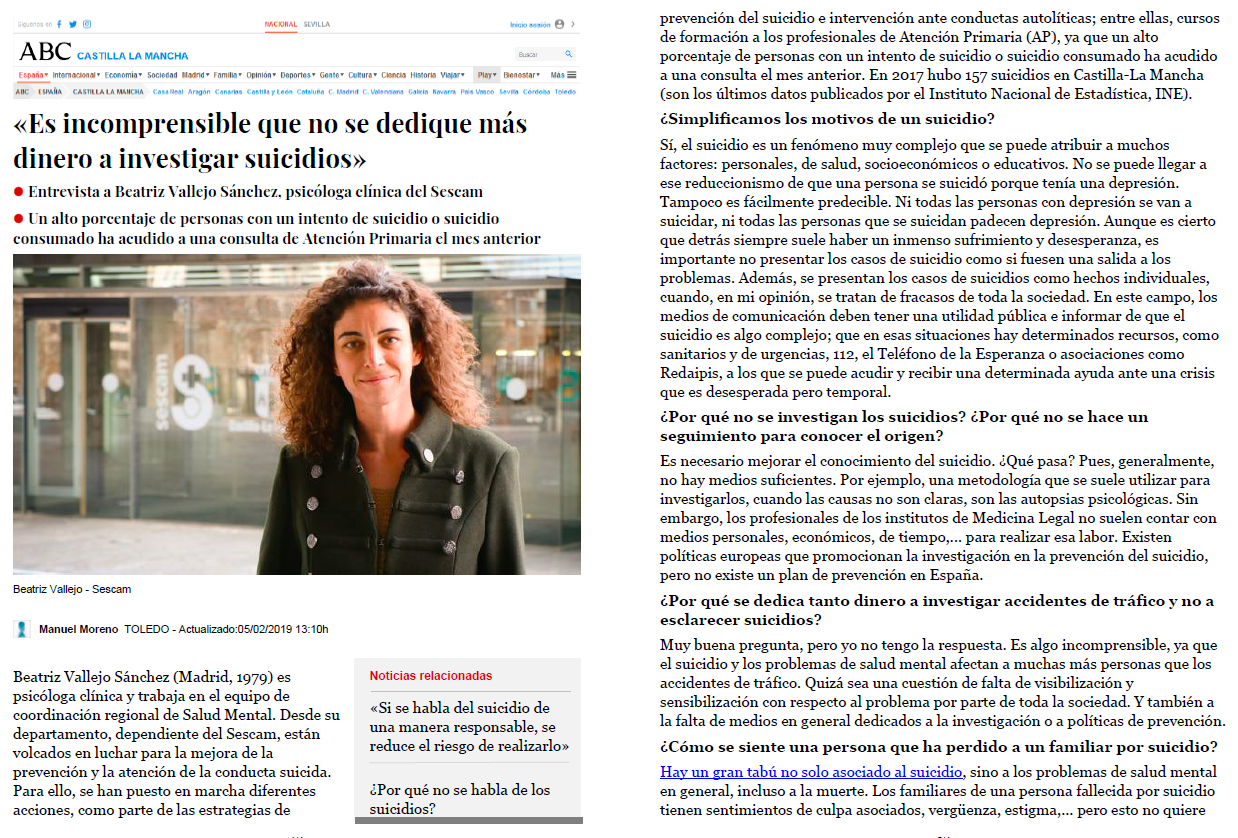 Síguenos en
NACIONAL SEVILLA
Inicio sesión
ABC CASTILLA LA MANCHA
Buscar
España Internacional Economía Sociedad Madrid Familia Opinión Deportes Gente Cultura Ciencia Historia Viajar Play Bienestar Más
ABC ESPAÑA CASTILLA LA MANCHA Casa Real Aragón Canarias Castilla y León Cataluña C. Madrid C. Valenciana Galicia Navarra País Vasco Sevilla Córdoba Toledo
«Es incomprensible que no se dedique más
dinero a investigar suicidios»
Entrevista a Beatriz Vallejo Sánchez, psicóloga clínica del Sescam
Un alto porcentaje de personas con un intento de suicidio o suicidio
consumado ha acudido a una consulta de Atención Primaria el mes anterior
sescam
Beatriz Vallejo - Sescam
Manuel Moreno TOLEDO - Actualizado:05/02/2019 13:10h
Beatriz Vallejo Sánchez (Madrid, 1979) es
psicóloga clínica y trabaja en el equipo de
coordinación regional de Salud Mental. Desde su
departamento, dependiente del Sescam, están
volcados en luchar para la mejora de la
prevención y la atención de la conducta suicida.
Para ello, se han puesto en marcha diferentes
acciones, como parte de las estrategias de
Noticias relacionadas
«Si se habla del suicidio de
una manera responsable, se
reduce el riesgo de realizarlo»
¿Por qué no se habla de los
suicidios?
prevención del suicidio e intervención ante conductas autolíticas; entre ellas, cursos
de formación a los profesionales de Atención Primaria (AP), ya que un alto
porcentaje de personas con un intento de suicidio o suicidio consumado ha acudido
a una consulta el mes anterior. En 2017 hubo 157 suicidios en Castilla-La Mancha
(son los últimos datos publicados por el Instituto Nacional de Estadística, INE).
¿Simplificamos los motivos de un suicidio?
Sí, el suicidio es un fenómeno muy complejo que se puede atribuir a muchos
factores: personales, de salud, socioeconómicos o educativos. No se puede llegar a
ese reduccionismo de que una persona se suicidó porque tenía una depresión.
Tampoco es fácilmente predecible. Ni todas las personas con depresión se van a
suicidar, ni todas las personas que se suicidan padecen depresión. Aunque es cierto
que detrás siempre suele haber un inmenso sufrimiento y desesperanza, es
importante no presentar los casos de suicidio como si fuesen una salida a los
problemas. Además, se presentan los casos de suicidios como hechos individuales,
cuando, en mi opinión, se tratan de fracasos de toda la sociedad. En este campo, los
medios de comunicación deben tener una utilidad pública e informar de que el
suicidio es algo complejo; que en esas situaciones hay determinados recursos, como
sanitarios y de urgencias, 112, el Teléfono de la Esperanza o asociaciones como
Redaipis, a los que se puede acudir y recibir una determinada ayuda ante una crisis
que es desesperada pero temporal.
¿Por qué no se investigan los suicidios? ¿Por qué no se hace un
seguimiento para conocer el origen?
Es necesario mejorar el conocimiento del suicidio. ¿Qué pasa? Pues, generalmente,
no hay medios suficientes. Por ejemplo, una metodología que se suele utilizar para
investigarlos, cuando las causas no son claras, son las autopsias psicológicas. Sin
embargo, los profesionales de los institutos de Medicina Legal no suelen contar con
medios personales, económicos, de tiempo,... para realizar esa labor. Existen
políticas europeas que promocionan la investigación en la prevención del suicidio,
pero no existe un plan de prevención en España.
¿Por qué se dedica tanto dinero a investigar accidentes de tráfico y no a
esclarecer suicidios?
Muy buena pregunta, pero yo no tengo la respuesta. Es algo incomprensible, ya que
el suicidio y los problemas de salud mental afectan a muchas más personas que los
accidentes de tráfico. Quizá sea una cuestión de falta de visibilización y
sensibilización con respecto al problema por parte de toda la sociedad. Y también a
la falta de medios en general dedicados a la investigación o a políticas de prevención.
¿Cómo se siente una persona que ha perdido a un familiar por suicidio?
Hay un gran tabú no solo asociado al suicidio, sino a los problemas de salud mental
en general, incluso a la muerte. Los familiares de una persona fallecida por suicidio
tienen sentimientos de culpa asociados, vergüenza, estigma,... pero esto no quiere